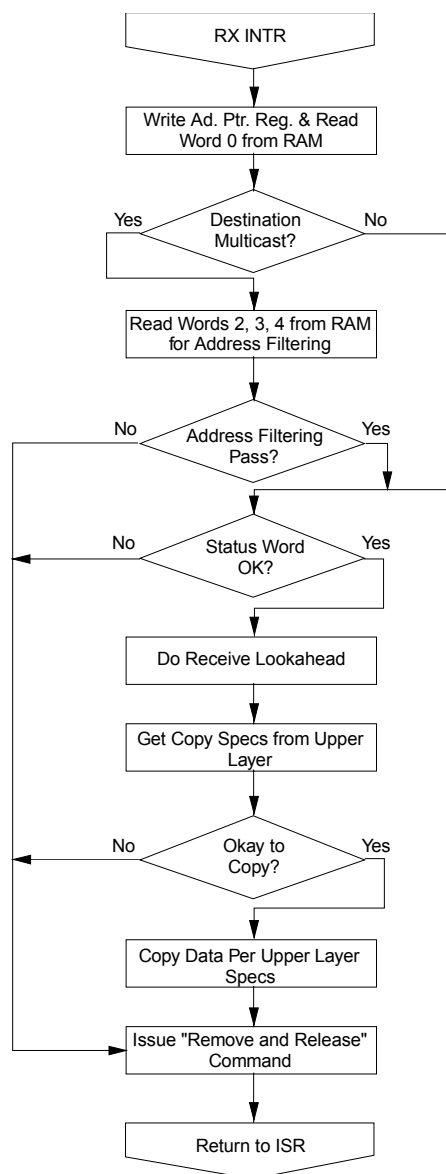 RX INTR
Write Ad. Ptr. Reg. & Read
Word 0 from RAM
Yes
No
Destination
Multicast?
Read Words 2, 3, 4 from RAM
for Address Filtering
No
Yes
Address Filtering
Pass?
No
Yes
Status Word
OK?
Do Receive Lookahead
Get Copy Specs from Upper
Layer
No
Yes
Okay to
Copy?
Copy Data Per Upper Layer
Specs
Issue "Remove and Release"
Command
Return to ISR